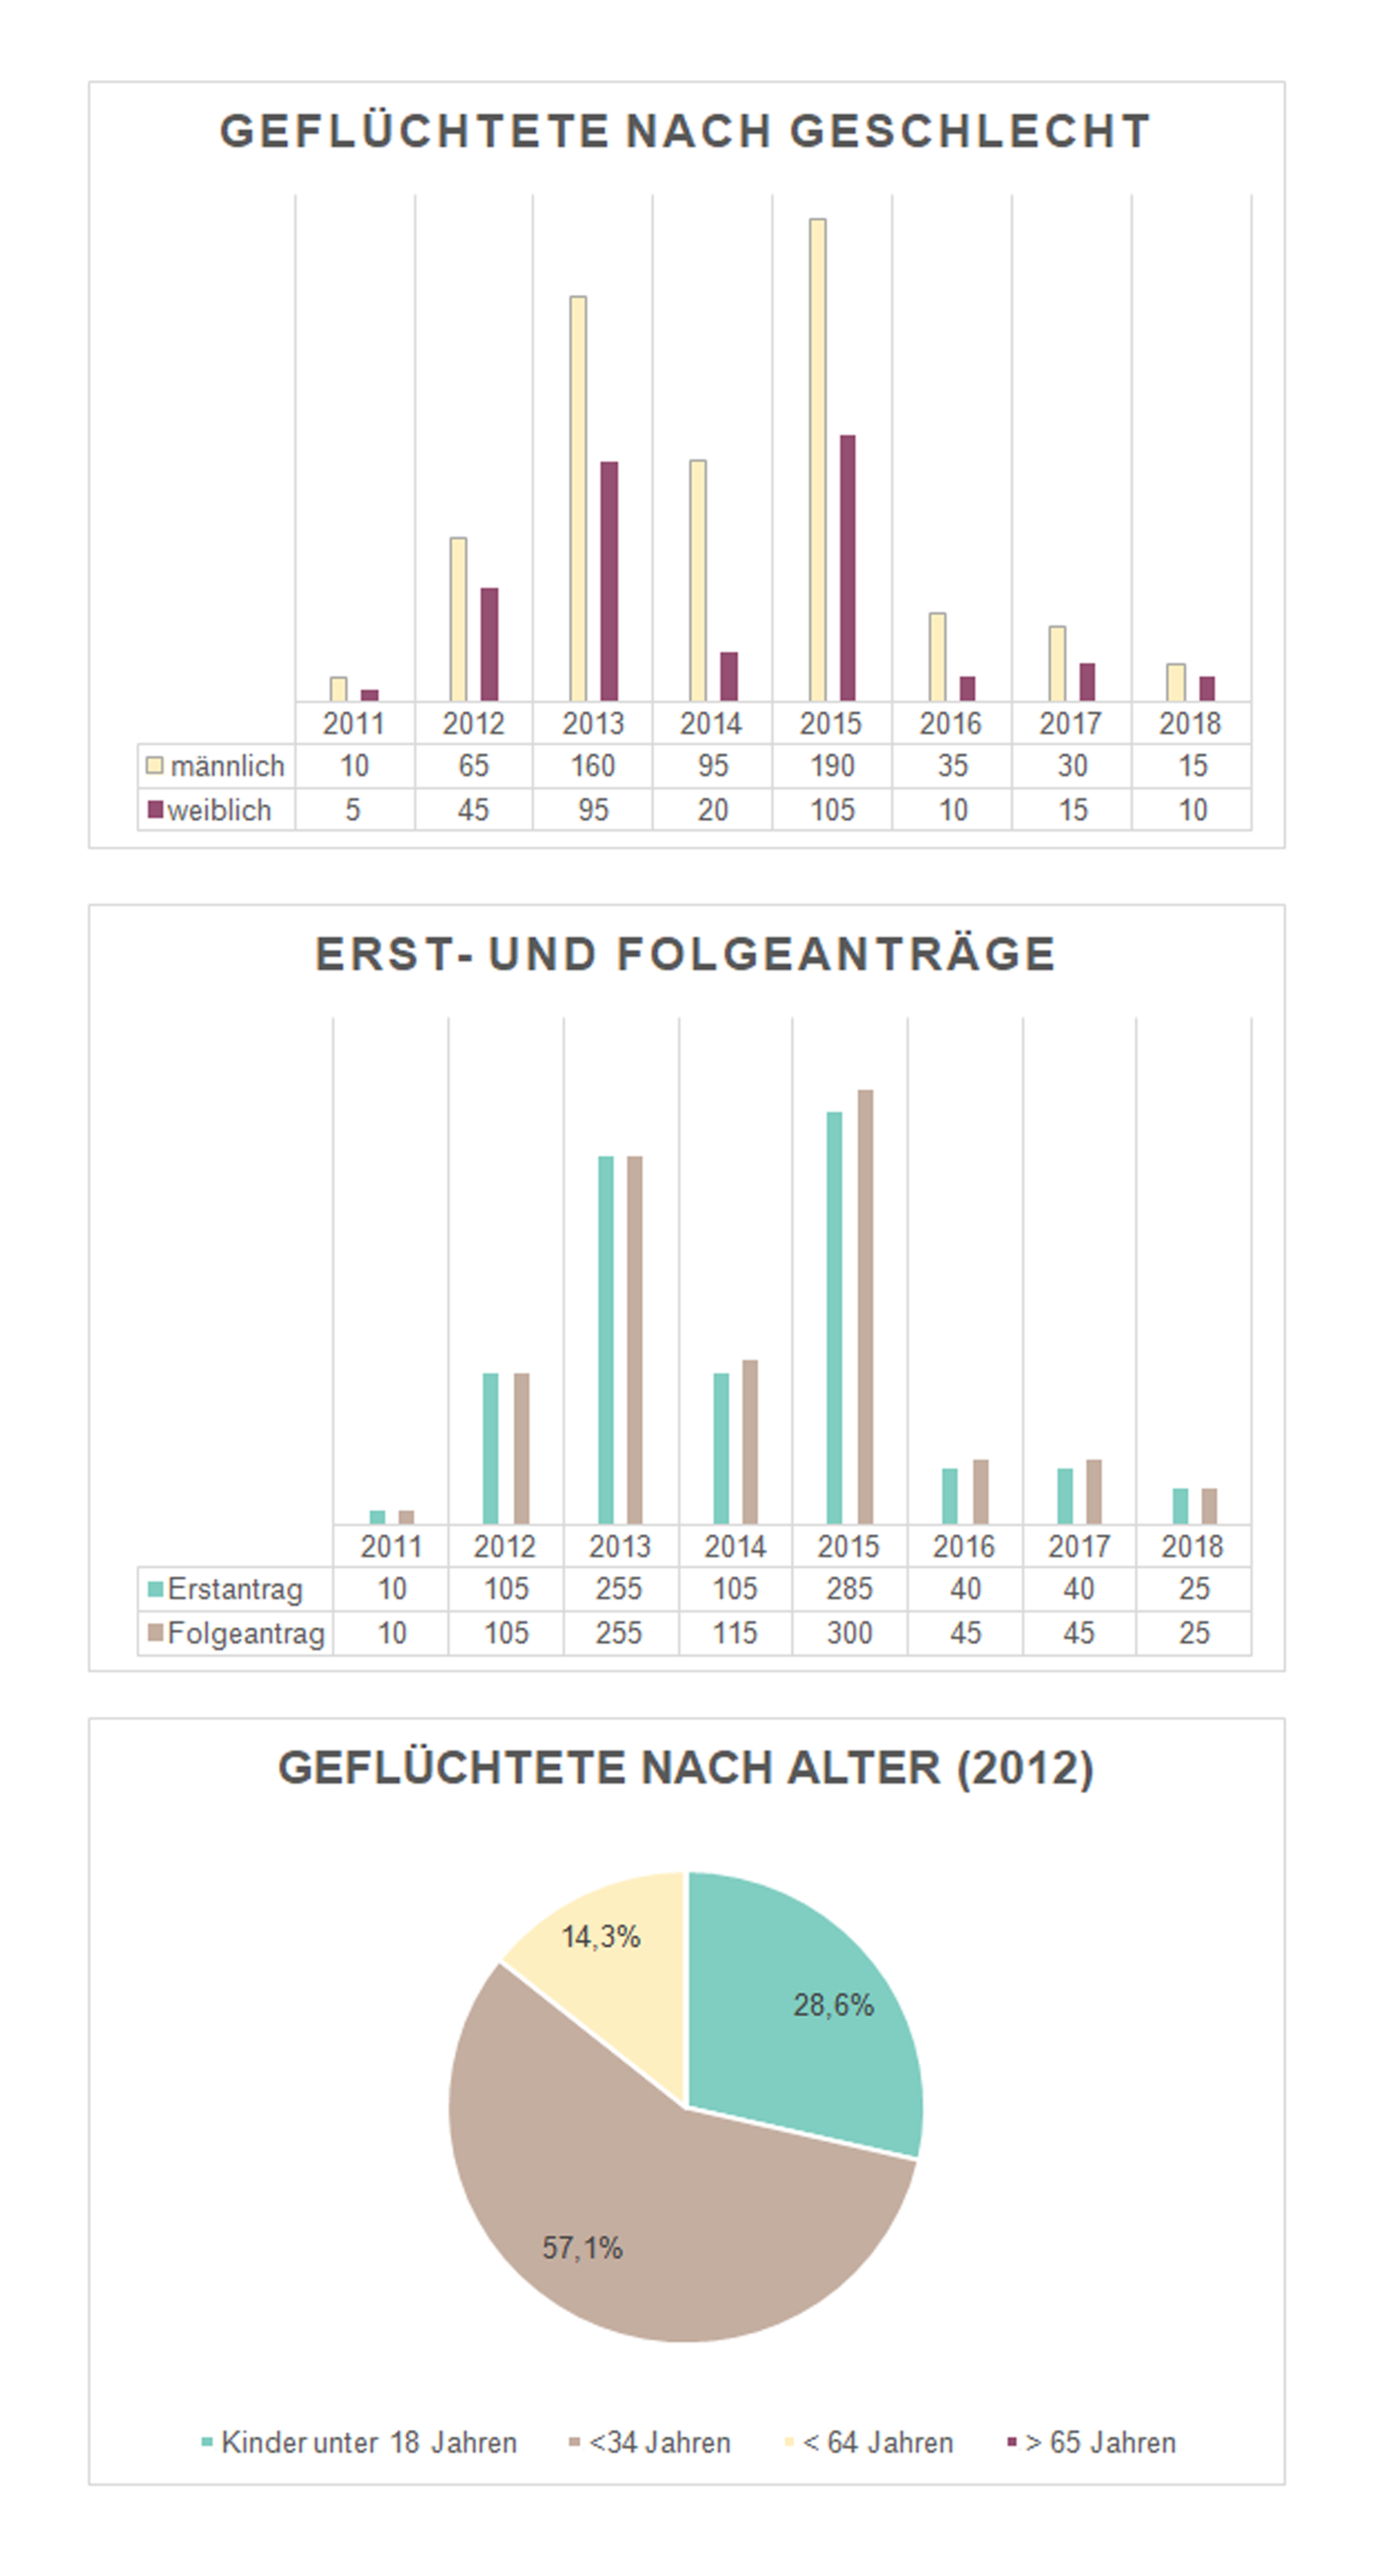 GEFLÜCHTETE NACH GESCHLECHT
2011 2012 2013 2014 2015 2016 2017 2018
männlich 10 65 160 95 190 35 30 15
weiblich 5 45 95 20 105 10 15 10
ERST- UND FOLGEANTRÄGE
2011 2012 2013 2014 2015 2016 2017 2018
Erstantrag 10 105 255 105 285 40 40 25
Folgeantrag 10 105 255 115 300 45 45 25
GEFLÜCHTETE NACH ALTER (2012)
14,3%
28,6%
57,1%
Kinder unter 18 Jahren <34 Jahren < 64 Jahren > 65 Jahren